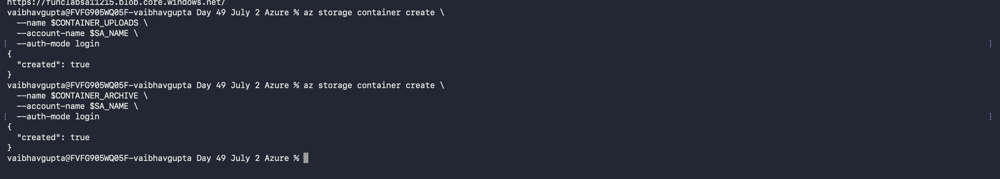 https://funclabsa11215.blob.core.windows.net/
vaibhavgupta@FVFG905WQ05F-vaibhavgupta Day 49 July 2 Azure % az storage container create \
  --name $CONTAINER_UPLOADS \
  --account-name $SA_NAME \
[  --auth-mode login ]
{
  "created": true
}
vaibhavgupta@FVFG905WQ05F-vaibhavgupta Day 49 July 2 Azure % az storage container create \
  --name $CONTAINER_ARCHIVE \
  --account-name $SA_NAME \
[  --auth-mode login ]
{
  "created": true
}
vaibhavgupta@FVFG905WQ05F-vaibhavgupta Day 49 July 2 Azure %